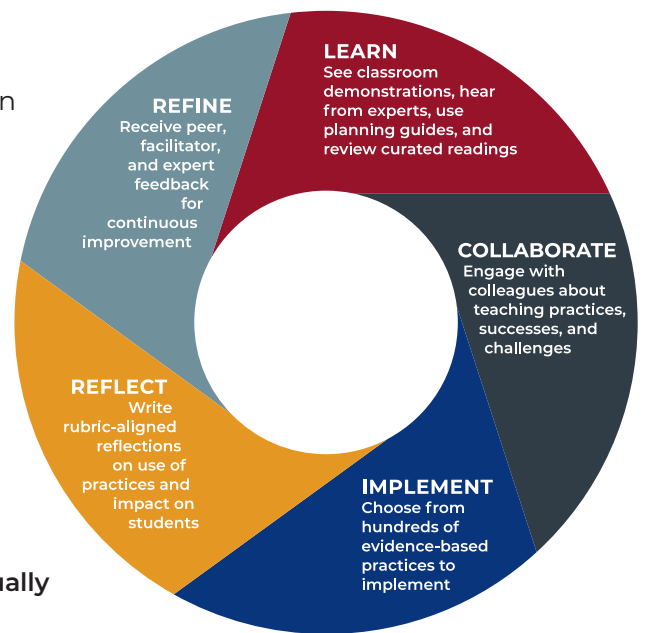 LEARN
See classroom
demonstrations, hear
from experts, use
planning guides, and
review curated readings
COLLABORATE
Engage with
colleagues about
teaching practices,
successes, and
challenges
IMPLEMENT
Choose from
hundreds of
evidence-based
practices to
implement
REFLECT
Write
rubric-aligned
reflections
on use of
practices and
impact on
students
REFINE
Receive peer,
facilitator,
and expert
feedback
for
continuous
improvement